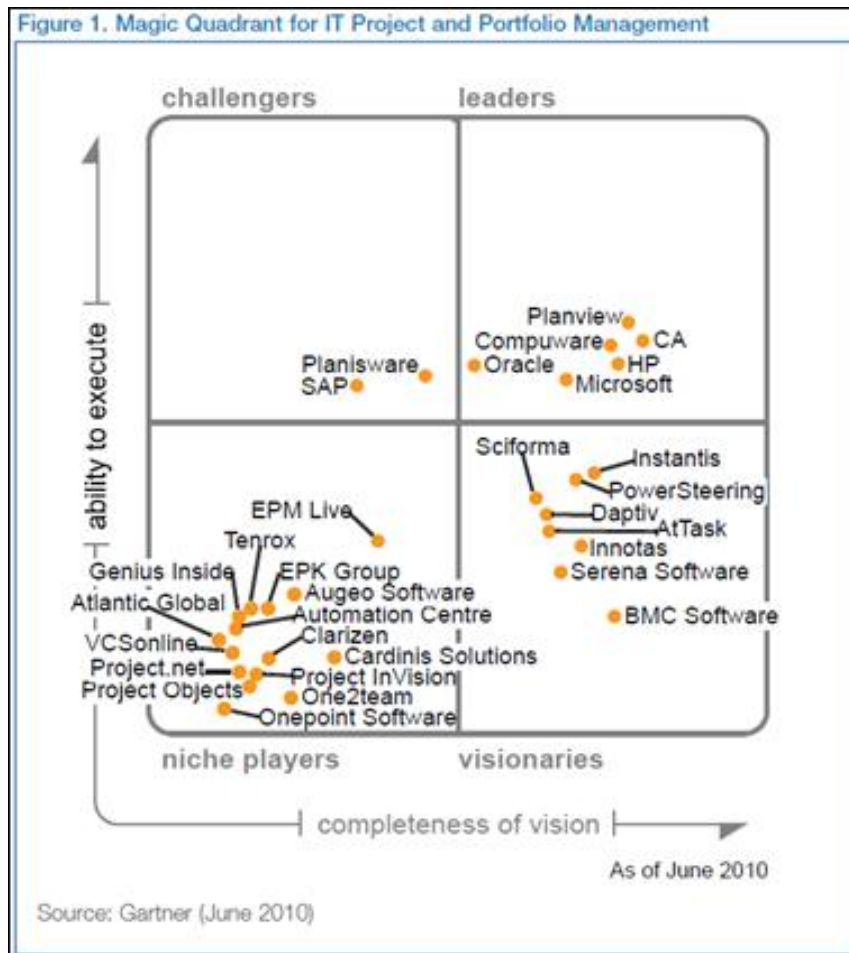 Figure 1. Magic Quadrant for IT Project and Portfolio Management
challengers
leaders
ability to execute
Planview
CA
Compuware
HP
Oracle
Microsoft
Planisware
SAP
Sciforma
Instantis
PowerSteering
Daptiv
AtTask
Innotas
Serena Software
BMC Software
EPM Live
Tenrox
Genius Inside
EPK Group
Augeo Software
Atlantic Global
Automation Centre
VCSonline
Clarizen
Cardinis Solutions
Project.net
Project InVision
Project Objects
One2team
Onepoint Software
niche players
visionaries
completeness of vision
As of June 2010
Source: Gartner (June 2010)